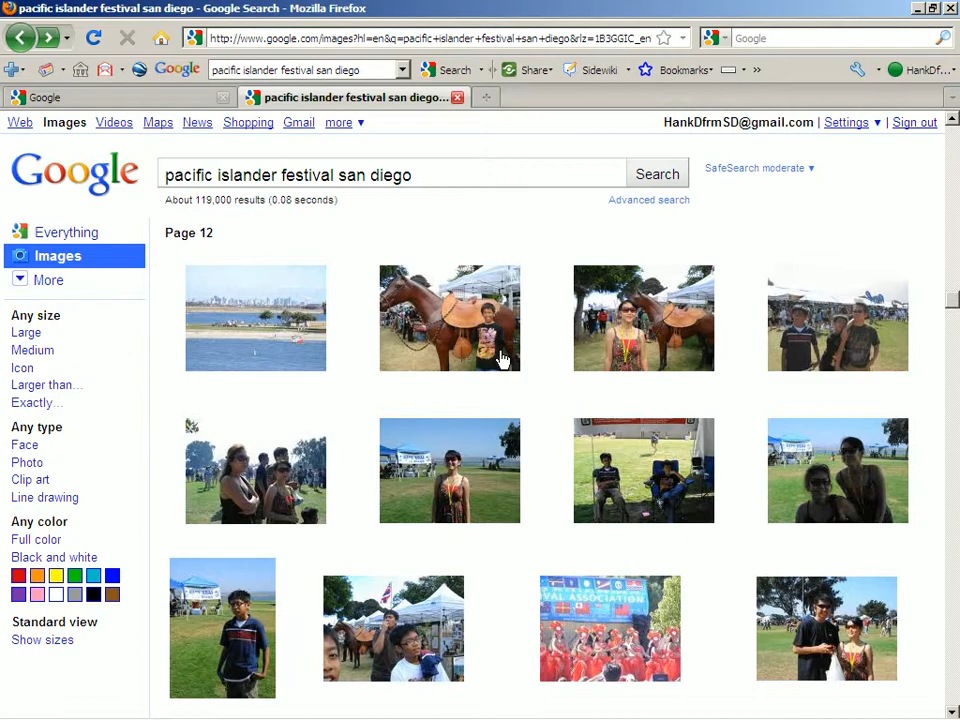 pacific islander festival san diego - Google Search - Mozilla Firefox
http://www.google.com/images?hl=en&q=pacific+islander+festival+san+diego&rlz=1B3GGIC_en
Google
Google
pacific islander festival san diego
Search
Share
Sidewiki
Bookmarks
HankDf...
Google
pacific islander festival san diego...
Web Images Videos Maps News Shopping Gmail more
HankDfrmSD@gmail.com | Settings | Sign out
Google
pacific islander festival san diego
Search
SafeSearch moderate
About 119,000 results (0.08 seconds)
Advanced search
Page 12
Everything
Images
More
Any size
Large
Medium
Icon
Larger than...
Exactly...
Any type
Face
Photo
Clip art
Line drawing
Any color
Full color
Black and white
Standard view
Show sizes
VAL ASSOCIATION